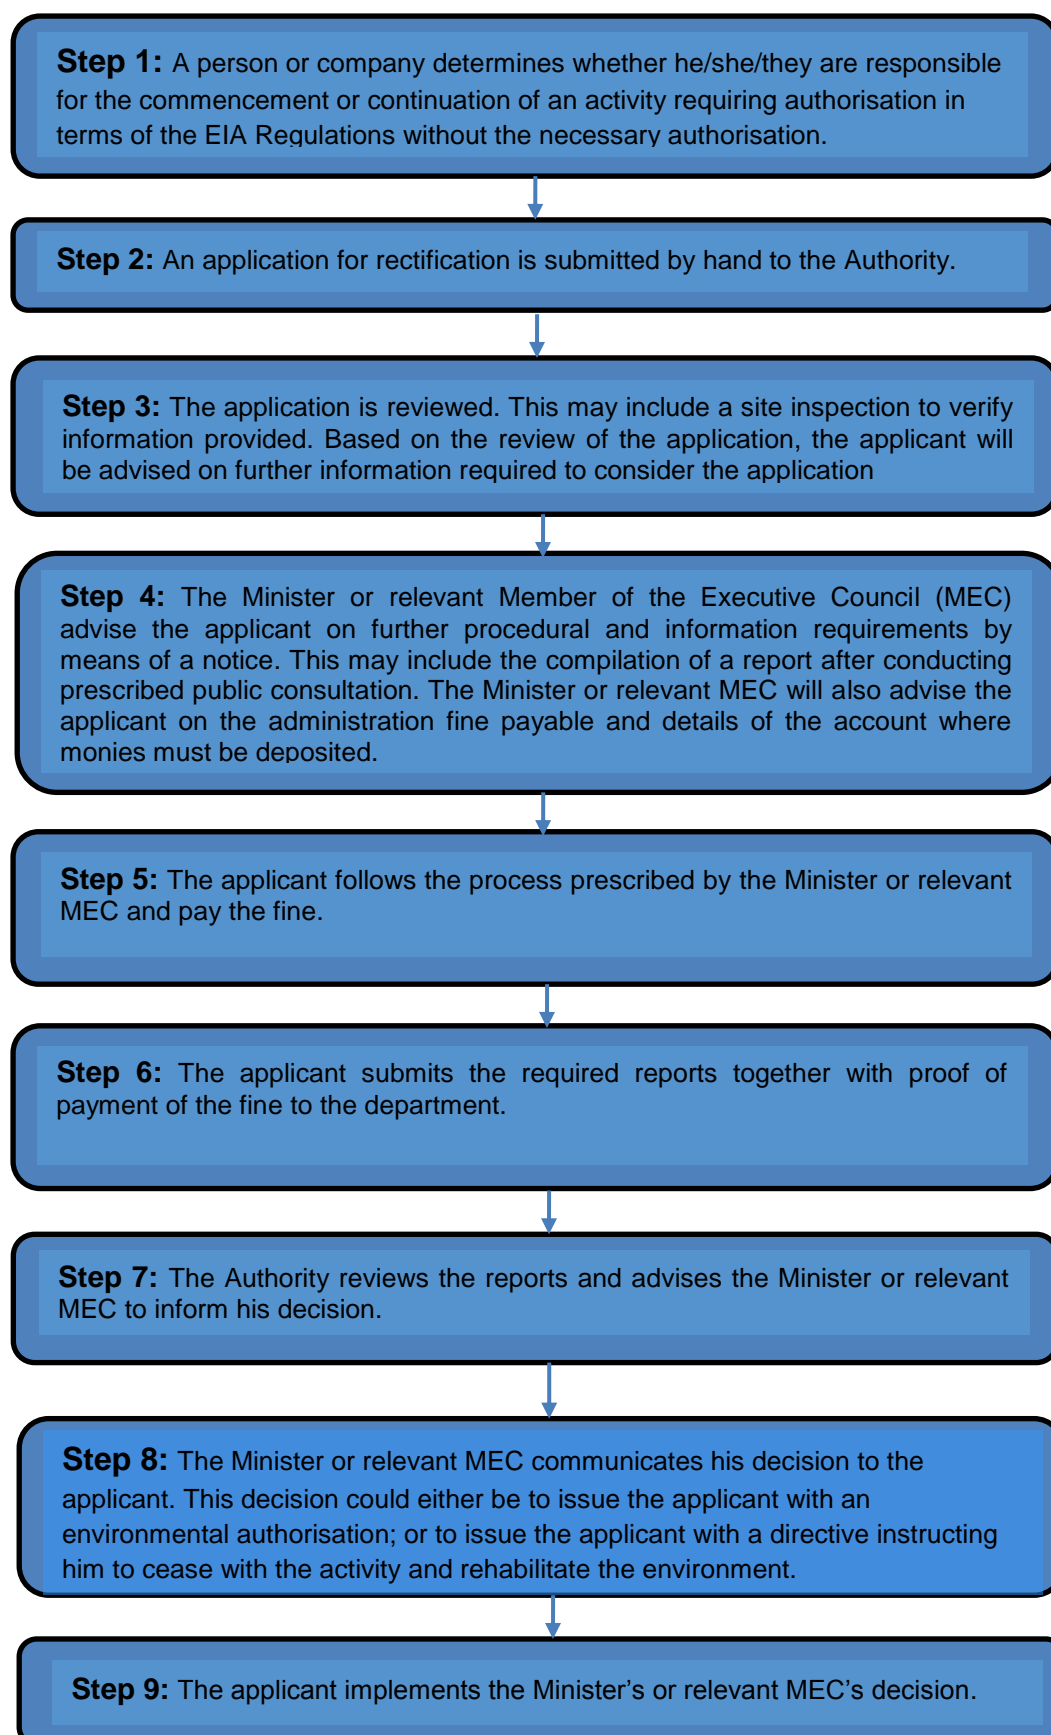 Step 1: A person or company determines whether he/she/they are responsible
for the commencement or continuation of an activity requiring authorisation in
terms of the EIA Regulations without the necessary authorisation.
Step 2: An application for rectification is submitted by hand to the Authority.
Step 3: The application is reviewed. This may include a site inspection to verify
information provided. Based on the review of the application, the applicant will
be advised on further information required to consider the application
Step 4: The Minister or relevant Member of the Executive Council (MEC)
advise the applicant on further procedural and information requirements by
means of a notice. This may include the compilation of a report after conducting
prescribed public consultation. The Minister or relevant MEC will also advise the
applicant on the administration fine payable and details of the account where
monies must be deposited.
Step 5: The applicant follows the process prescribed by the Minister or relevant
MEC and pay the fine.
Step 6: The applicant submits the required reports together with proof of
payment of the fine to the department.
Step 7: The Authority reviews the reports and advises the Minister or relevant
MEC to inform his decision.
Step 8: The Minister or relevant MEC communicates his decision to the
applicant. This decision could either be to issue the applicant with an
environmental authorisation; or to issue the applicant with a directive instructing
him to cease with the activity and rehabilitate the environment.
Step 9: The applicant implements the Minister's or relevant MEC's decision.